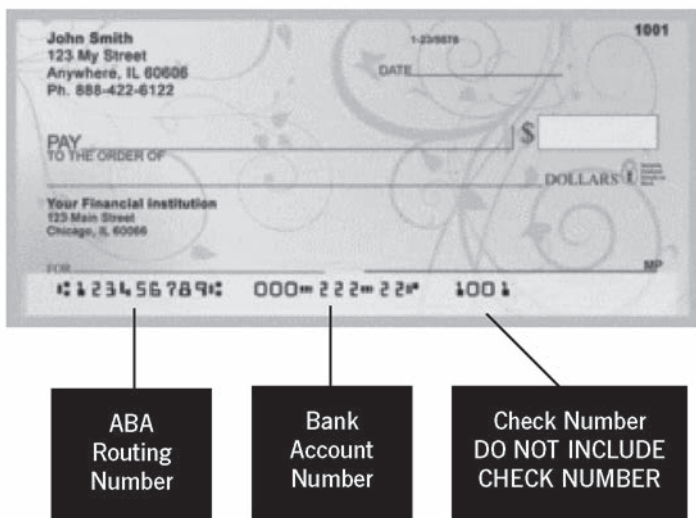 John Smith
123 My Street
Anywhere, IL 60606
Ph. 888-422-6122
1-23/5678
1001
DATE
PAY
TO THE ORDER OF
$
DOLLARS
Your Financial Institution
123 Main Street
Chicago, IL 60066
FOR
MP
⑆123456789⑆ 000⑉222⑉22⑈ 1001
ABA
Routing
Number
Bank
Account
Number
Check Number
DO NOT INCLUDE
CHECK NUMBER